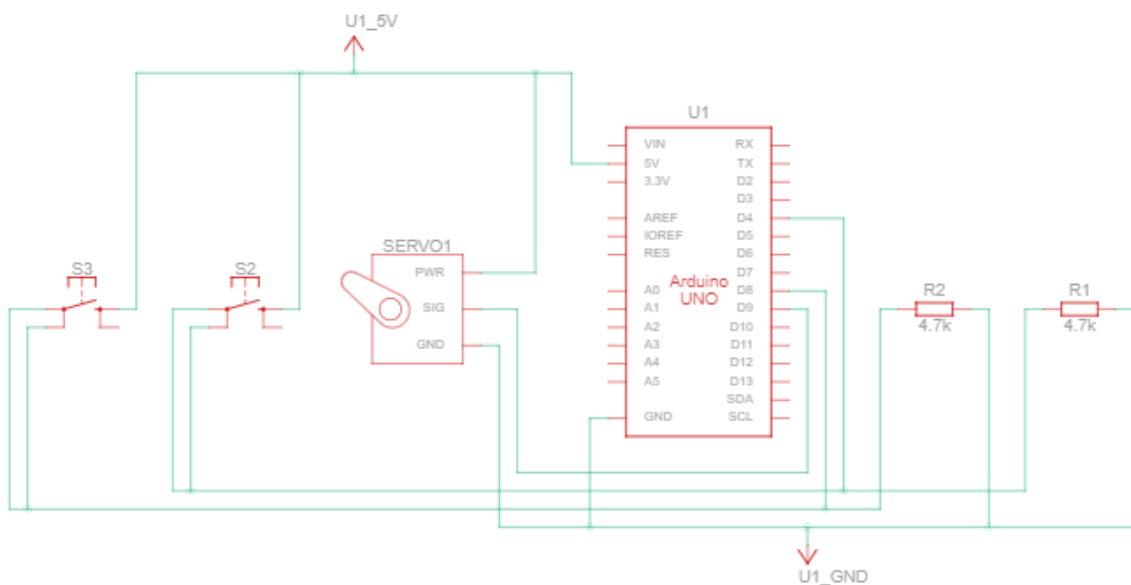 U1_5V
U1
VIN RX
5V TX
3.3V D2
D3
AREF D4
IOREF D5
RES D6
D7
Arduino
UNO
A0 D8
A1 D9
A2 D10
A3 D11
A4 D12
A5 D13
SDA
GND SCL
S3
S2
SERVO1
PWR
SIG
GND
R2
4.7k
R1
4.7k
U1_GND